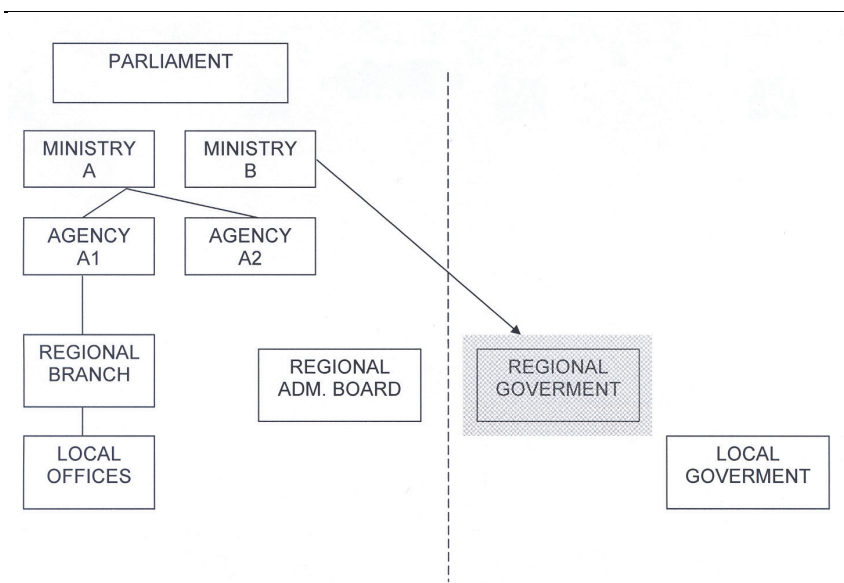 PARLIAMENT
MINISTRY
A
MINISTRY
B
AGENCY
A1
AGENCY
A2
REGIONAL
BRANCH
REGIONAL
ADM. BOARD
REGIONAL
GOVERMENT
LOCAL
OFFICES
LOCAL
GOVERMENT